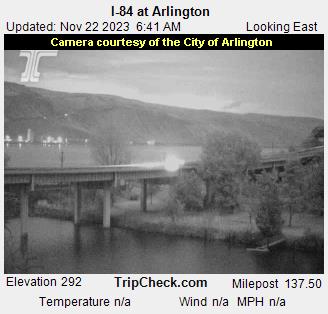 I-84 at Arlington
Updated: Nov 22 2023 6:41 AM Looking East
Camera courtesy of the City of Arlington
Elevation 292 TripCheck.com Milepost 137.50
Temperature n/a Wind n/a MPH n/a